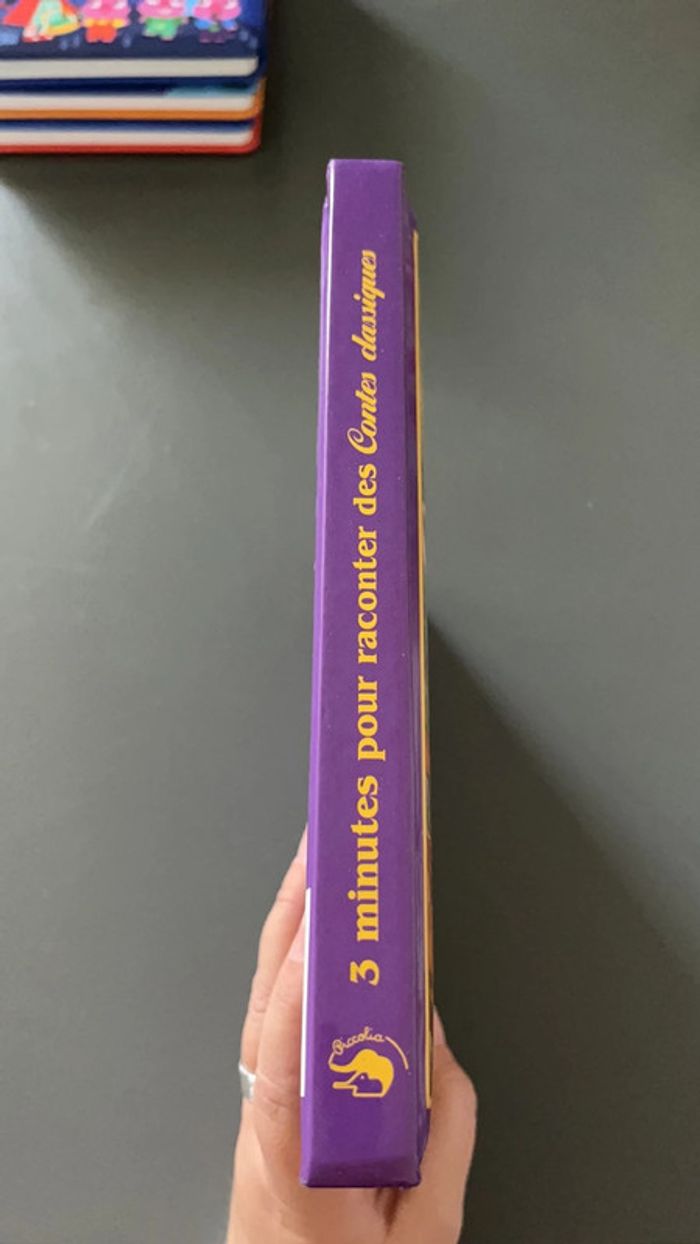 3 minutes pour raconter des Contes classiques
Piccolia